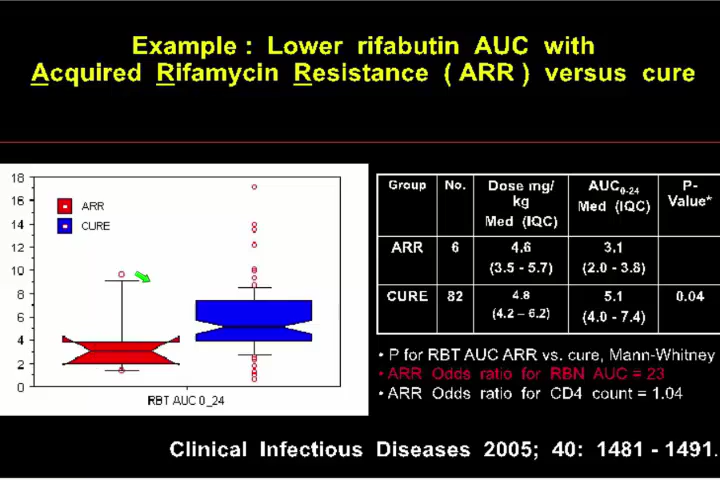 Example : Lower rifabutin AUC with
Acquired Rifamycin Resistance ( ARR ) versus cure
18
16
14
12
10
8
6
4
2
0
ARR
CURE
RBT AUC 0_24
Group No. Dose mg/kg Med (IQC) AUC0-24 Med (IQC) P-Value*
ARR 6 4.6 (3.5 - 5.7) 3.1 (2.0 - 3.8)
CURE 82 4.8 (4.2 – 6.2) 5.1 (4.0 - 7.4) 0.04
• P for RBT AUC ARR vs. cure, Mann-Whitney
• ARR Odds ratio for RBN AUC = 23
• ARR Odds ratio for CD4 count = 1.04
Clinical Infectious Diseases 2005; 40: 1481 - 1491.